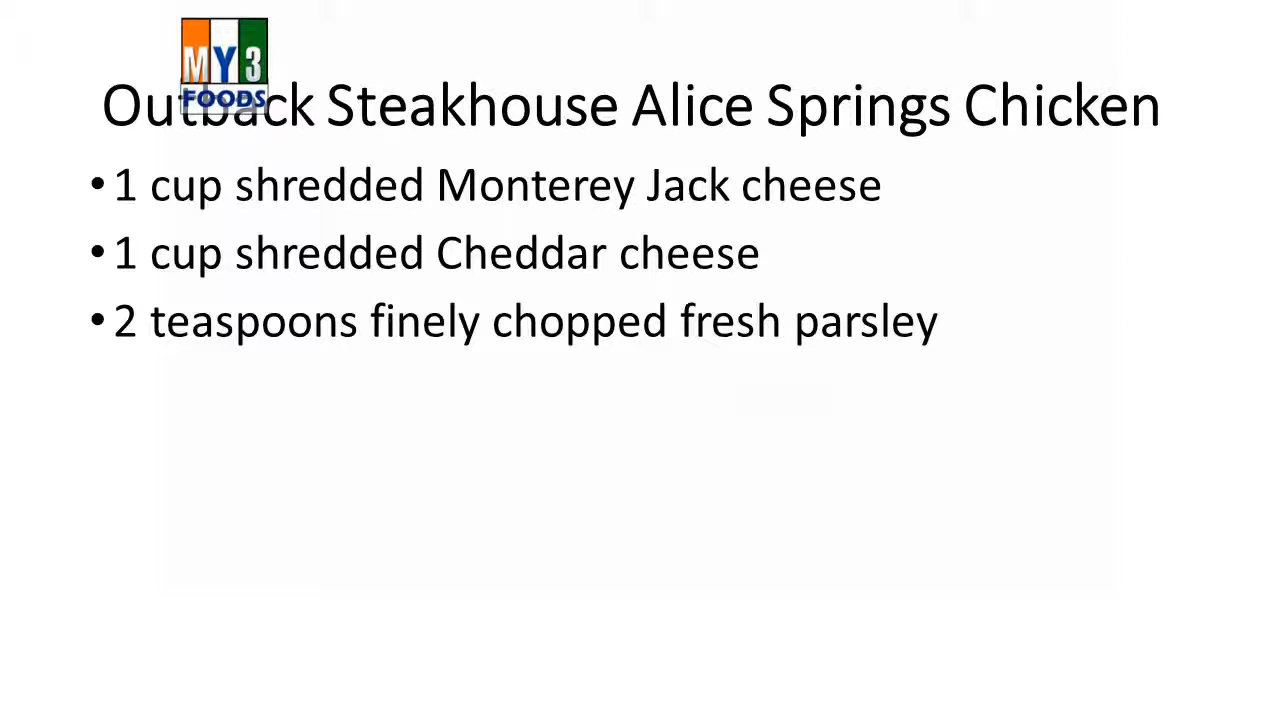 MY3
FOODS
Outback Steakhouse Alice Springs Chicken
• 1 cup shredded Monterey Jack cheese
• 1 cup shredded Cheddar cheese
• 2 teaspoons finely chopped fresh parsley